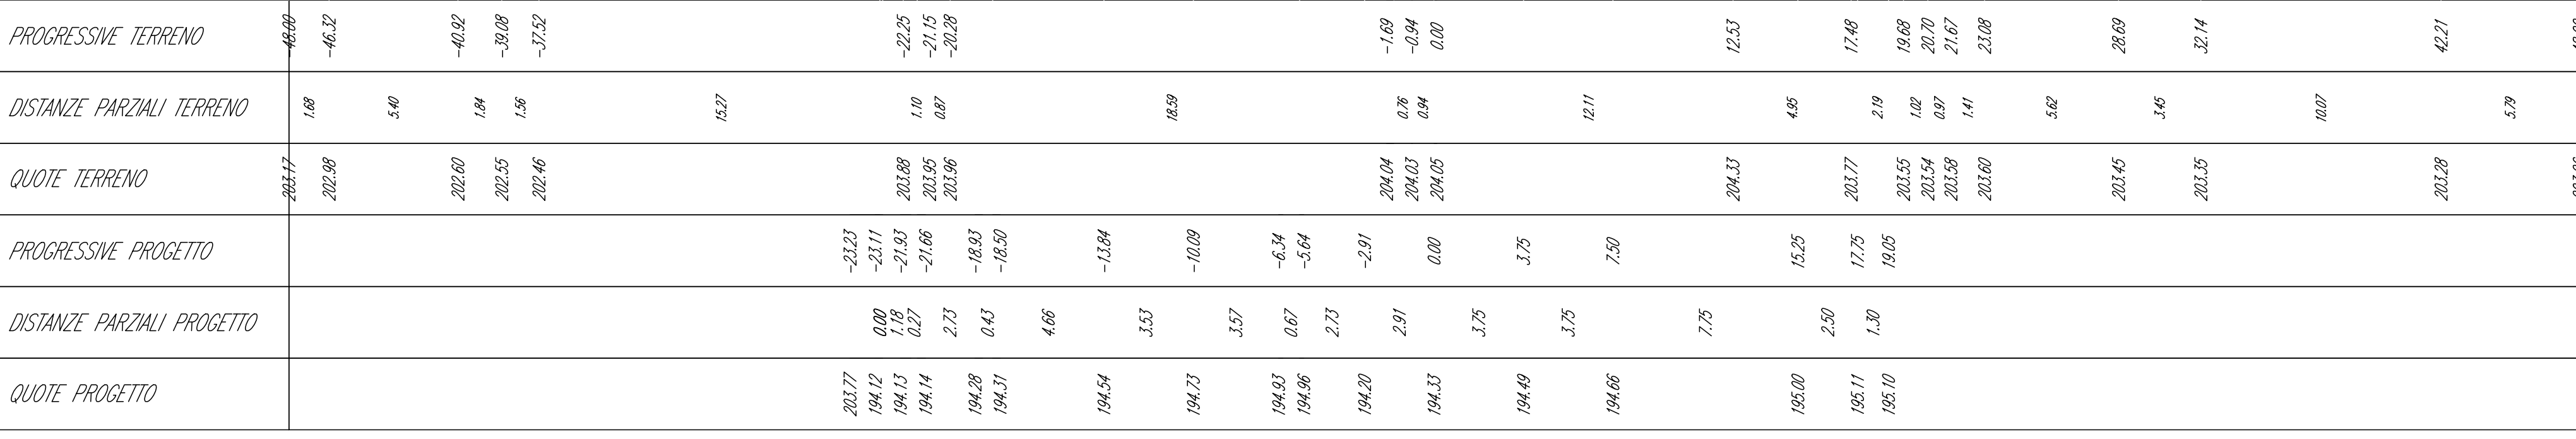 PROGRESSIVE TERRENO -48.00 -46.32 -40.92 -39.08 -37.52 -22.25 -21.15 -20.28 -1.69 -0.94 0.00 12.53 17.48 19.68 20.70 21.67 23.08 28.69 32.14 42.21
DISTANZE PARZIALI TERRENO 1.68 5.40 1.84 1.56 15.27 1.10 0.87 18.59 0.76 0.94 12.11 4.95 2.19 1.02 0.97 1.41 5.62 3.45 10.07 5.79
QUOTE TERRENO 203.17 202.98 202.60 202.55 202.46 203.88 203.95 203.96 204.04 204.03 204.05 204.33 203.77 203.55 203.54 203.58 203.60 203.45 203.35 203.28
PROGRESSIVE PROGETTO -23.23 -23.11 -21.93 -21.66 -18.93 -18.50 -13.84 -10.09 -6.34 -5.64 -2.91 0.00 3.75 7.50 15.25 17.75 19.05
DISTANZE PARZIALI PROGETTO 0.00 1.18 0.27 2.73 0.43 4.66 3.53 3.57 0.67 2.73 2.91 3.75 3.75 7.75 2.50 1.30
QUOTE PROGETTO 203.77 194.12 194.13 194.14 194.28 194.31 194.54 194.73 194.93 194.96 194.20 194.33 194.49 194.66 195.00 195.11 195.10